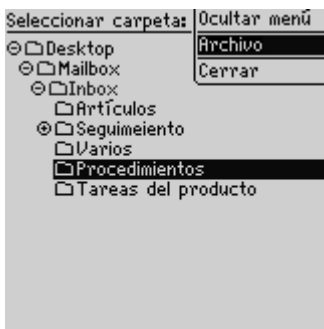 Seleccionar carpeta:
Ocultar menú
Archivo
Cerrar
Desktop
Mailbox
Inbox
Artículos
Seguimeiento
Varios
Procedimientos
Tareas del producto